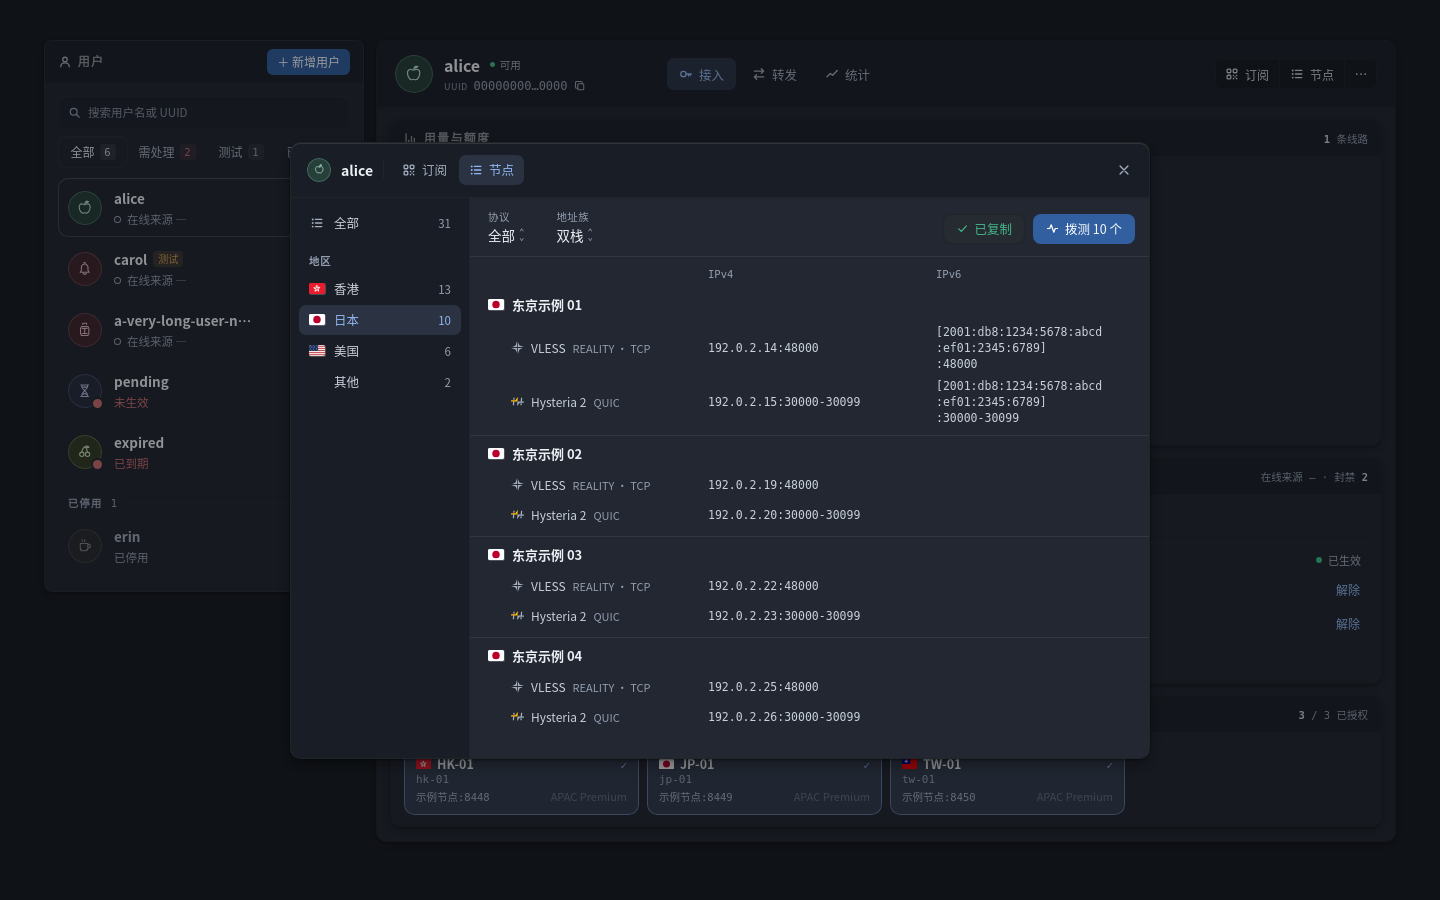 用户
新增用户
搜索用户名或 UUID
全部 6 需处理 2 测试 1
alice
在线来源 —
carol 测试
在线来源 —
a-very-long-user-n···
在线来源 —
pending
未生效
expired
已到期
已停用 1
erin
已停用
alice 可用
UUID 00000000…0000
接入 转发 统计
订阅 节点 ···
用量与额度
1 条线路
在线来源 — · 封禁 2
已生效
解除
解除
3 / 3 已授权
HK-01 ✓
hk-01
示例节点:8448 APAC Premium
JP-01 ✓
jp-01
示例节点:8449 APAC Premium
TW-01 ✓
tw-01
示例节点:8450 APAC Premium
alice 订阅 节点
全部 31
地区
香港 13
日本 10
美国 6
其他 2
协议
全部
地址族
双栈
已复制
拨测 10 个
IPv4 IPv6
东京示例 01
VLESS REALITY · TCP 192.0.2.14:48000
[2001:db8:1234:5678:abcd
:ef01:2345:6789]
:48000
Hysteria 2 QUIC 192.0.2.15:30000-30099
[2001:db8:1234:5678:abcd
:ef01:2345:6789]
:30000-30099
东京示例 02
VLESS REALITY · TCP 192.0.2.19:48000
Hysteria 2 QUIC 192.0.2.20:30000-30099
东京示例 03
VLESS REALITY · TCP 192.0.2.22:48000
Hysteria 2 QUIC 192.0.2.23:30000-30099
东京示例 04
VLESS REALITY · TCP 192.0.2.25:48000
Hysteria 2 QUIC 192.0.2.26:30000-30099